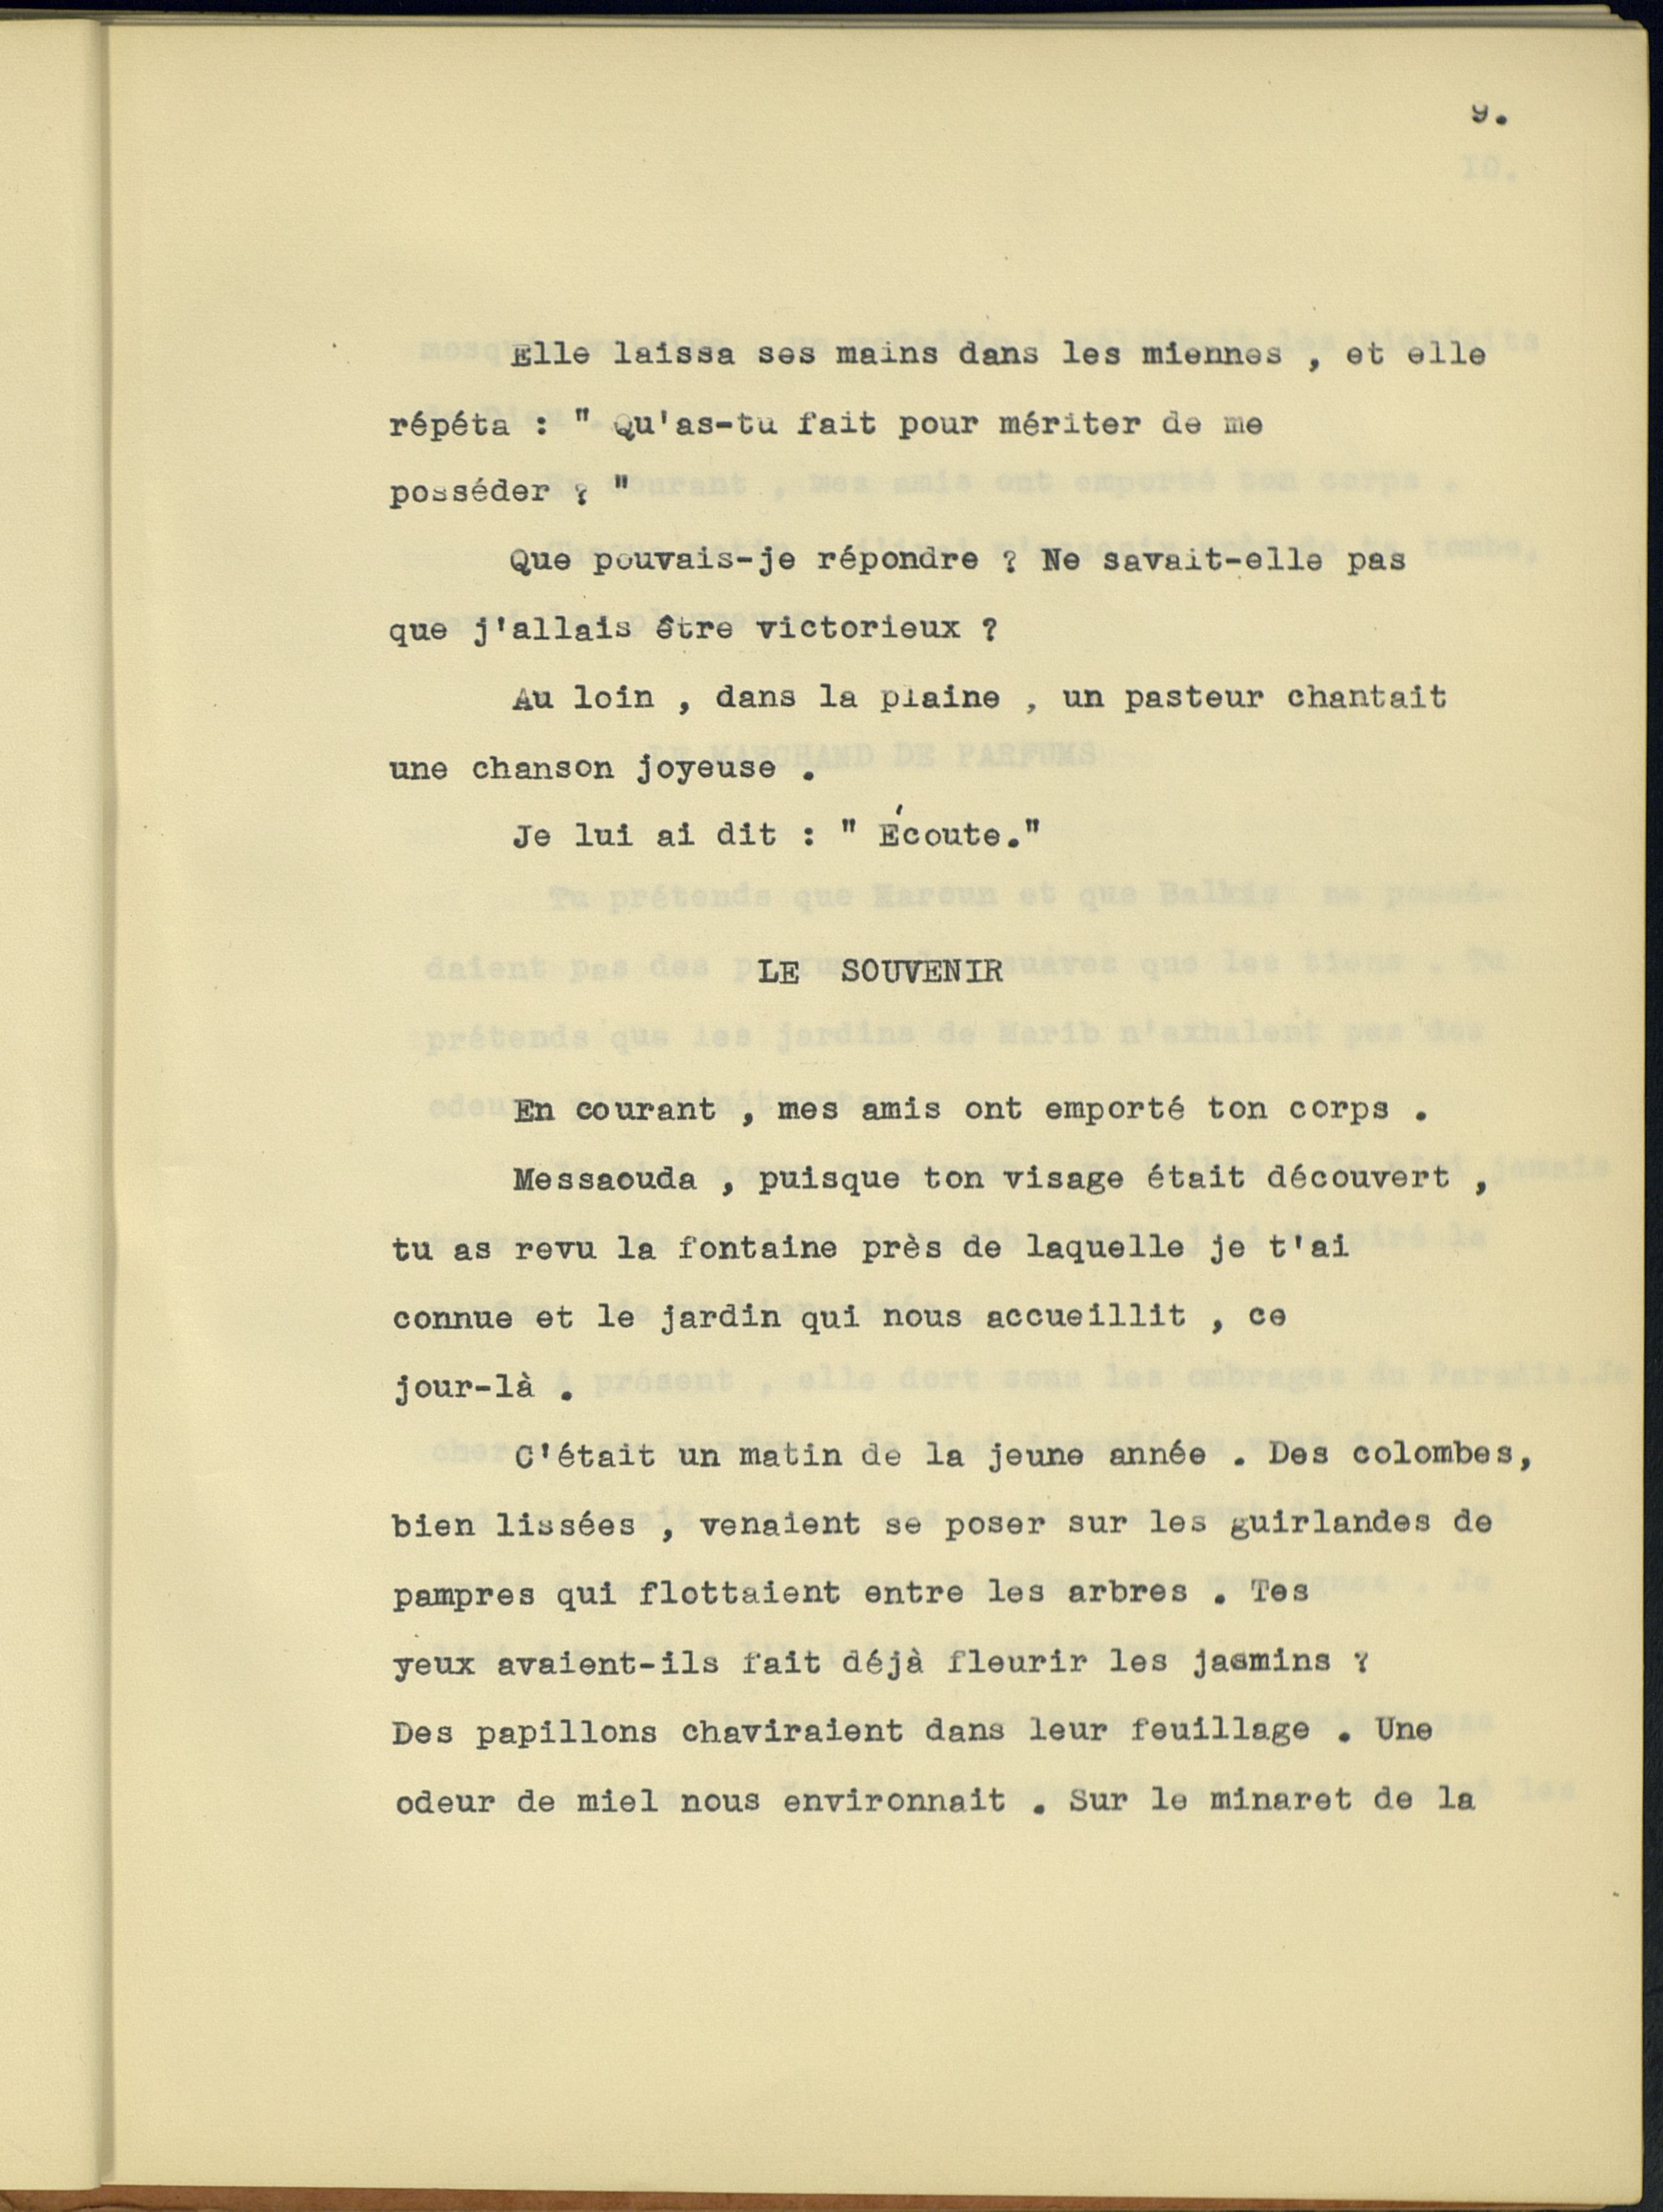 9.
Elle laissa ses mains dans les miennes , et elle
répéta : " Qu'as-tu fait pour mériter de me
posséder ? "
Que pouvais-je répondre ? Ne savait-elle pas
que j'allais être victorieux ?
Au loin , dans la plaine , un pasteur chantait
une chanson joyeuse .
Je lui ai dit : " Écoute."
LE SOUVENIR
En courant , mes amis ont emporté ton corps .
Messaouda , puisque ton visage était découvert ,
tu as revu la fontaine près de laquelle je t'ai
connue et le jardin qui nous accueillit , ce
jour-là .
C'était un matin de la jeune année . Des colombes,
bien lissées , venaient se poser sur les guirlandes de
pampres qui flottaient entre les arbres . Tes
yeux avaient-ils fait déjà fleurir les jasmins ?
Des papillons chaviraient dans leur feuillage . Une
odeur de miel nous environnait . Sur le minaret de la